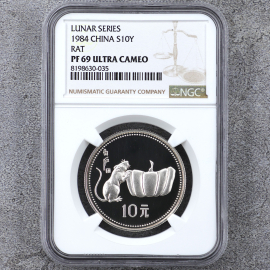 LUNAR SERIES
1984 CHINA S10Y
RAT
PF 69 ULTRA CAMEO
8198630-035
NUMISMATIC GUARANTY COMPANY
NGC
10元